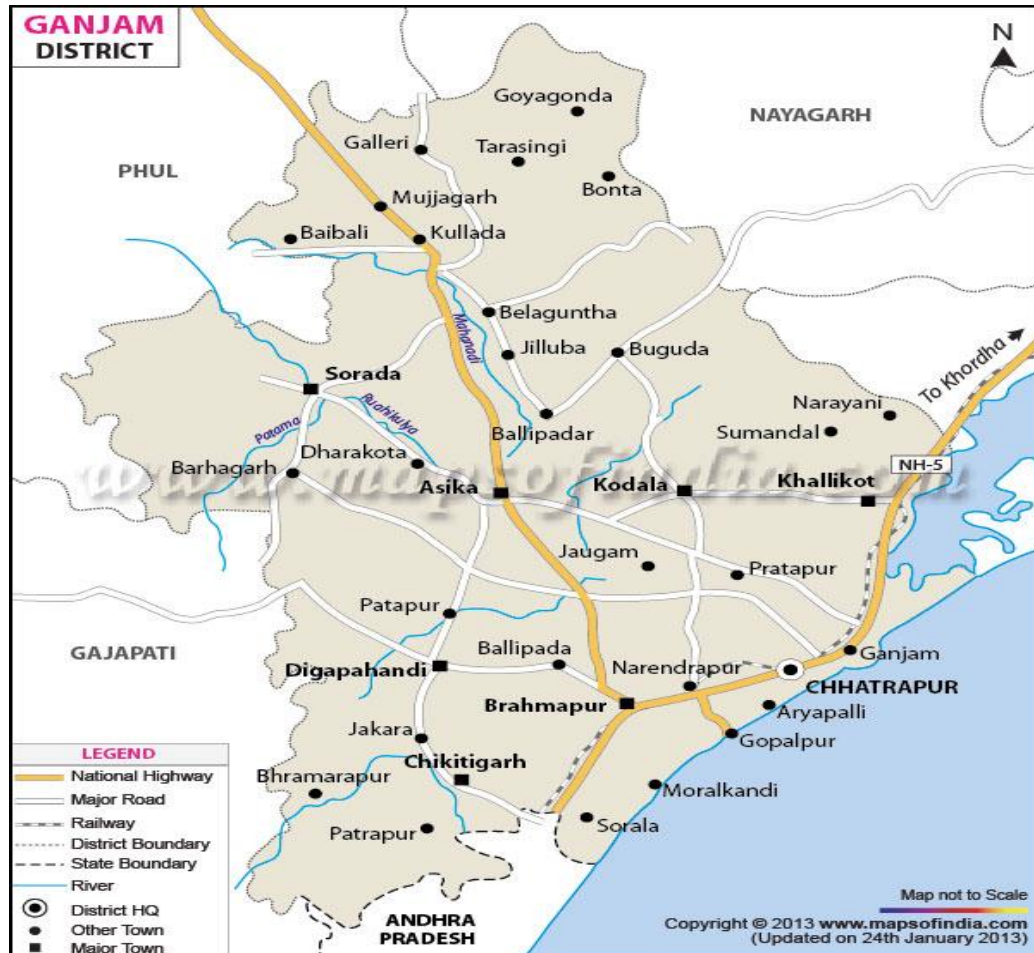 GANJAM
DISTRICT
N
NAYAGARH
PHUL
Goyagonda
Galleri
Tarasingi
Bonta
Mujjagarh
Baibali
Kullada
Belaguntha
Mahanadi
Jilluba
Buguda
To Khordha
Sorada
Ruahikulya
Patama
Narayani
Ballipadar
Sumandal
Dharakota
Barhagarh
NH-5
www.mapsofindia.com
Asika
Kodala
Khallikot
Jaugam
Pratapur
Patapur
GAJAPATI
Ballipada
Ganjam
Digapahandi
Narendrapur
CHHATRAPUR
Brahmapur
Aryapalli
Jakara
Gopalpur
Chikitigarh
Bhramarapur
Moralkandi
Patrapur
Sorala
LEGEND
National Highway
Major Road
Railway
District Boundary
State Boundary
River
District HQ
Other Town
Major Town
ANDHRA
PRADESH
Map not to Scale
Copyright © 2013 www.mapsofindia.com
(Updated on 24th January 2013)